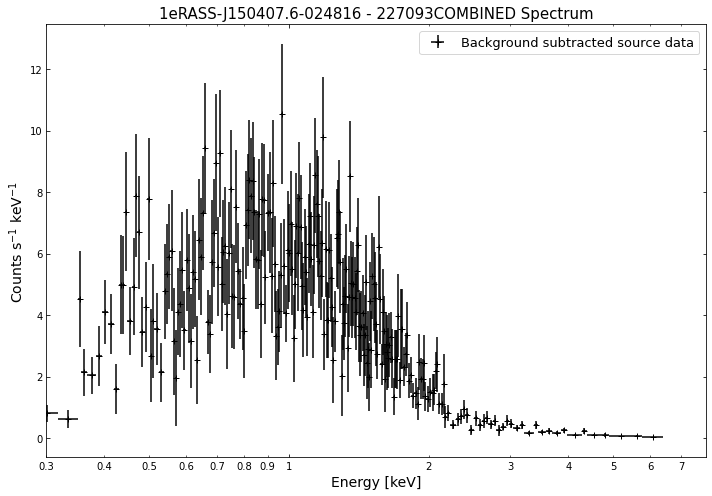 1eRASS-J150407.6-024816 - 227093COMBINED Spectrum
Background subtracted source data
12
10
8
6
4
2
0
Counts s⁻¹ keV⁻¹
0.3 0.4 0.5 0.6 0.7 0.8 0.9 1 2 3 4 5 6 7
Energy [keV]